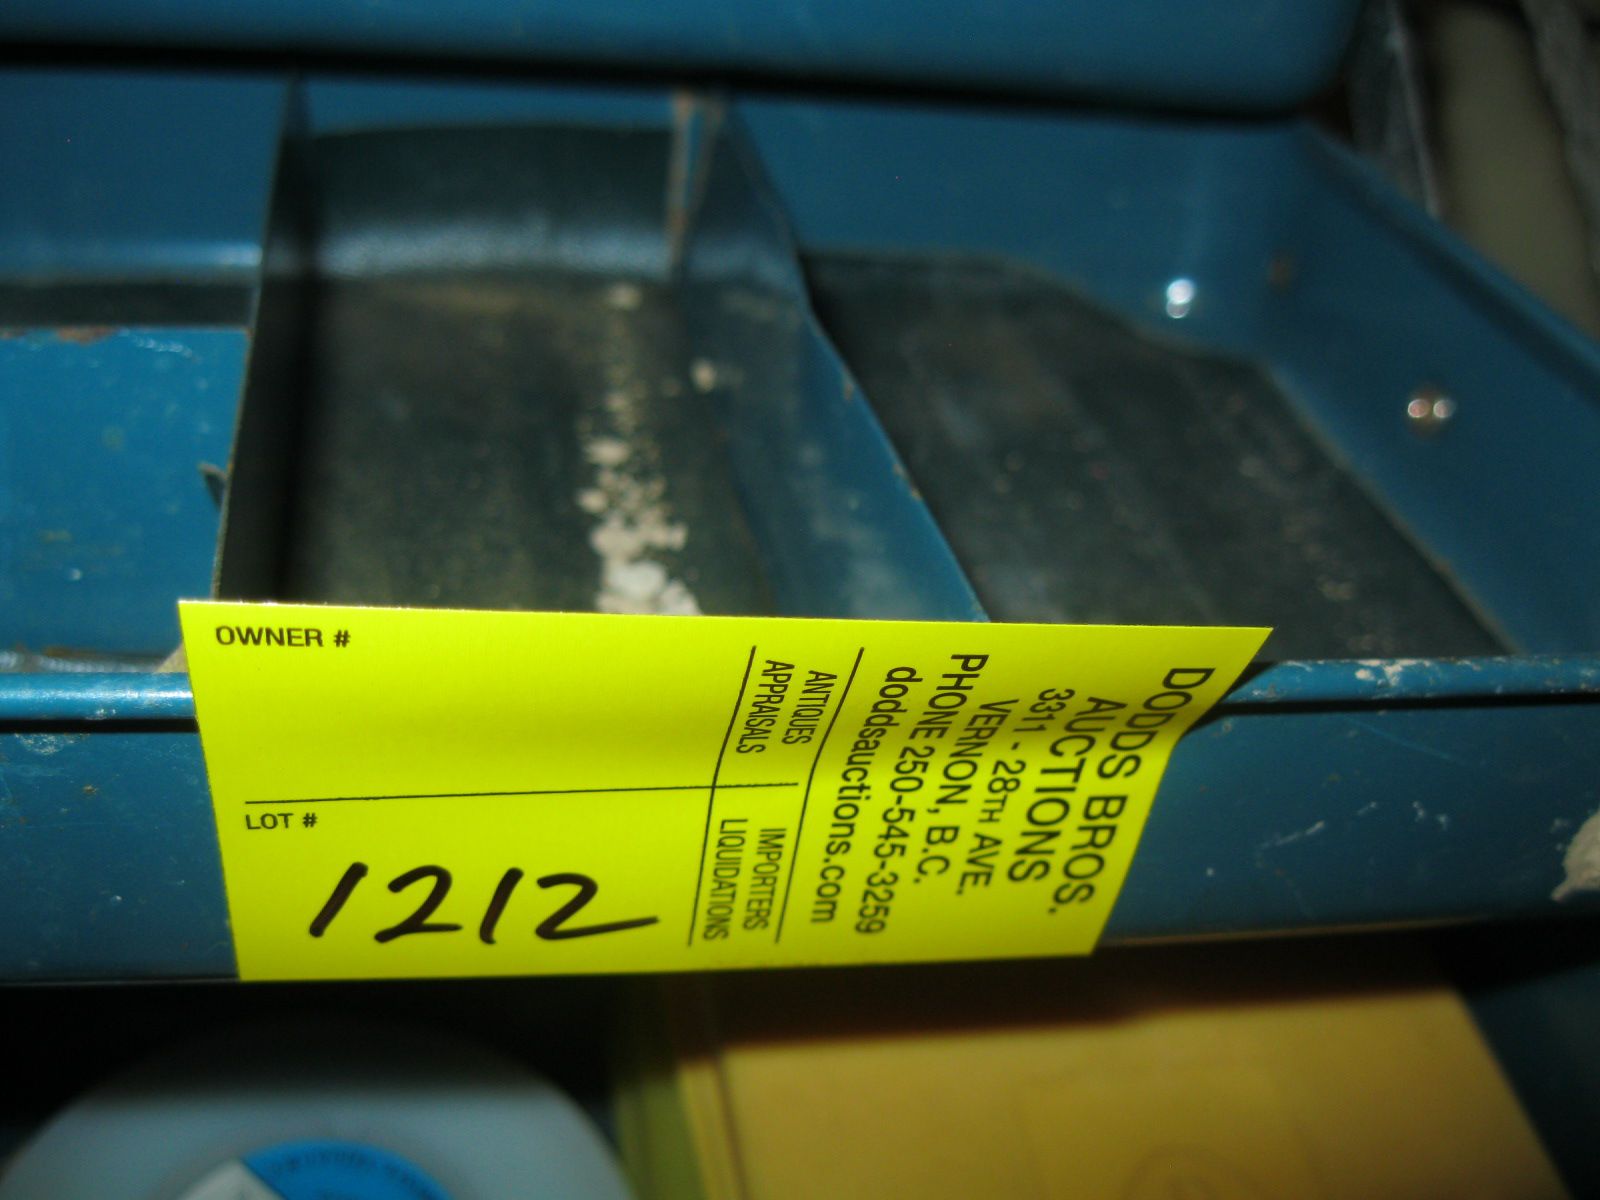 OWNER #
LOT #
1212
DODDS BROS.
AUCTIONS
3311 - 28TH AVE.
VERNON, B.C.
PHONE 250-545-3259
doddsauctions.com
ANTIQUES
APPRAISALS
IMPORTERS
LIQUIDATIONS